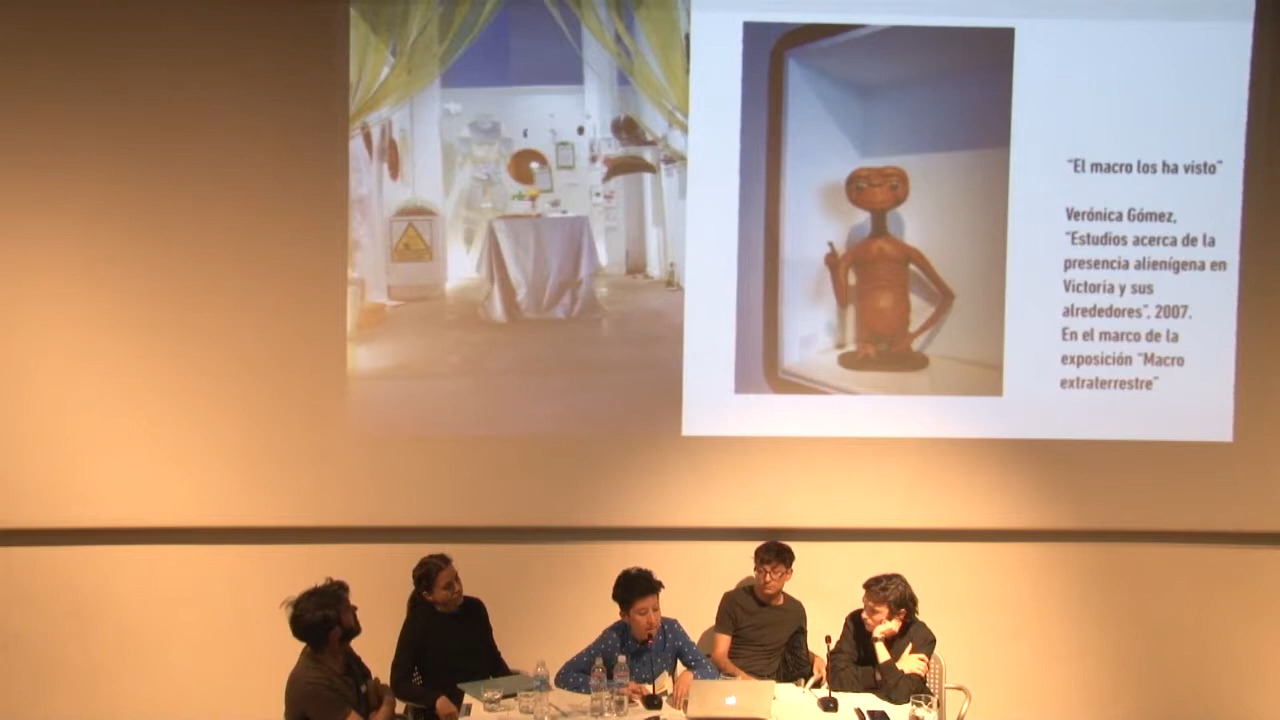 “El macro los ha visto”
Verónica Gómez,
“Estudios acerca de la
presencia alienígena en
Victoria y sus
alrededores”, 2007.
En el marco de la
exposición “Macro
extraterrestre”